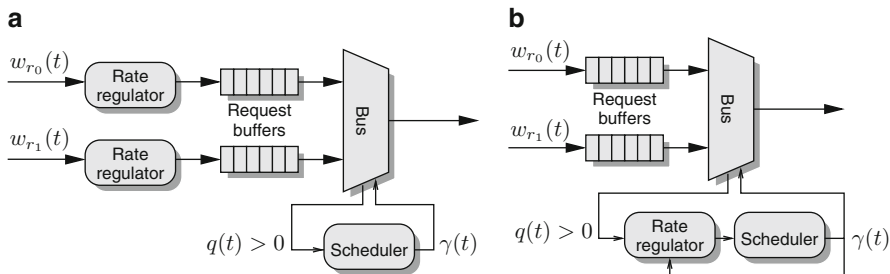 a
w_{r_0}(t)
Rate
regulator
Request
buffers
w_{r_1}(t)
Rate
regulator
Bus
q(t) > 0
Scheduler
γ(t)
b
w_{r_0}(t)
Request
buffers
w_{r_1}(t)
Bus
q(t) > 0
Rate
regulator
Scheduler
γ(t)